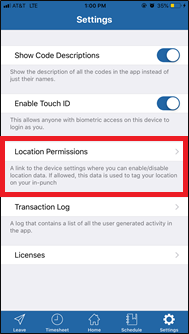 AT&T LTE 1:00 PM
Settings
Show Code Descriptions
Show the description of all the codes in the app instead of
just their names.
Enable Touch ID
This allows anyone with biometric access on this device to
login as you.
Location Permissions
A link to the device settings where you can enable/disable
location data. If allowed, this data is used to tag your location
on your in-punch
Transaction Log
A log that contains a list of all the user generated activity in
the app.
Licenses
Leave Timesheet Home Schedule Settings